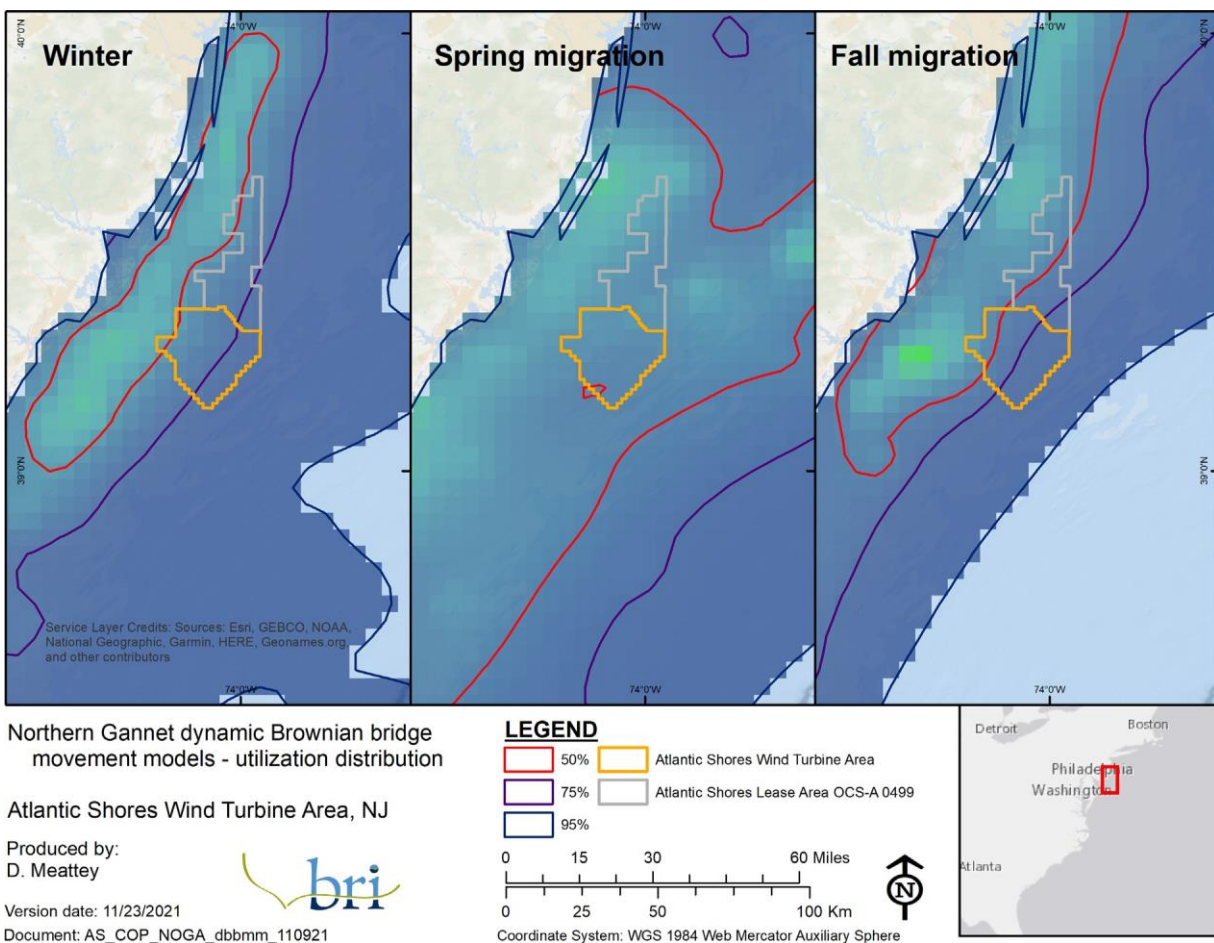 Winter
Spring migration
Fall migration
74°0'W
74°0'W
74°0'W
40°0'N
40°0'N
39°0'N
39°0'N
Service Layer Credits: Sources: Esri, GEBCO, NOAA,
National Geographic, Garmin, HERE, Geonames.org,
and other contributors
74°0'W
74°0'W
74°0'W
Northern Gannet dynamic Brownian bridge
movement models - utilization distribution
Atlantic Shores Wind Turbine Area, NJ
Produced by:
D. Meattey
bri
Version date: 11/23/2021
Document: AS_COP_NOGA_dbbmm_110921
LEGEND
50%
Atlantic Shores Wind Turbine Area
75%
Atlantic Shores Lease Area OCS-A 0499
95%
0 15 30 60 Miles
0 25 50 100 Km
N
Coordinate System: WGS 1984 Web Mercator Auxiliary Sphere
Detroit
Boston
Philadelphia
Washington
Atlanta